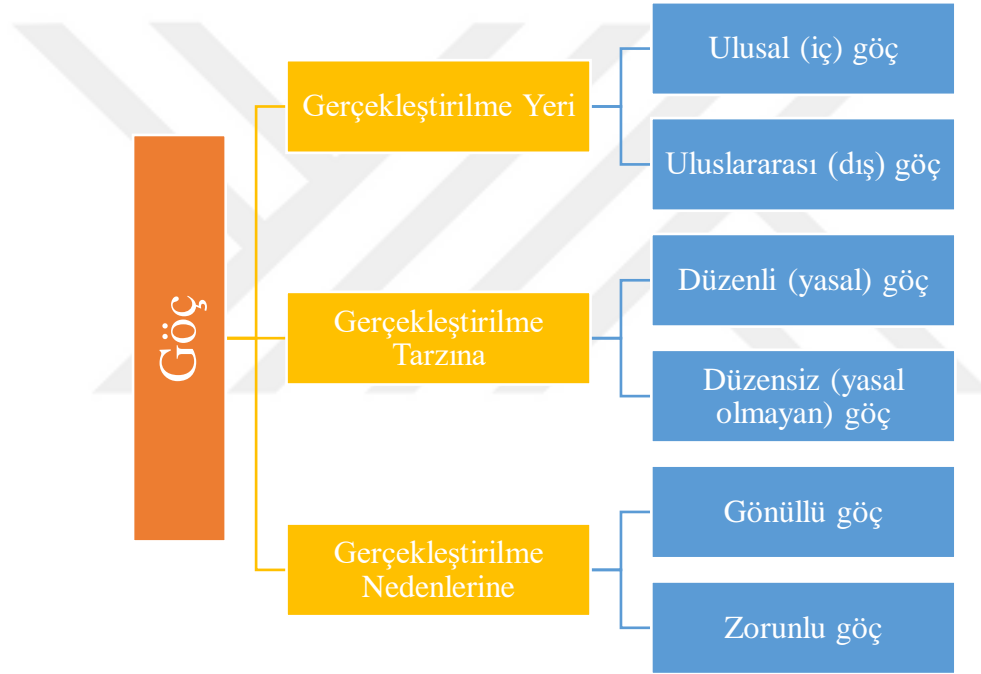 Göç
Gerçekleştirilme Yeri
Ulusal (iç) göç
Uluslararası (dış) göç
Gerçekleştirilme
Tarzına
Düzenli (yasal) göç
Düzensiz (yasal
olmayan) göç
Gerçekleştirilme
Nedenlerine
Gönüllü göç
Zorunlu göç